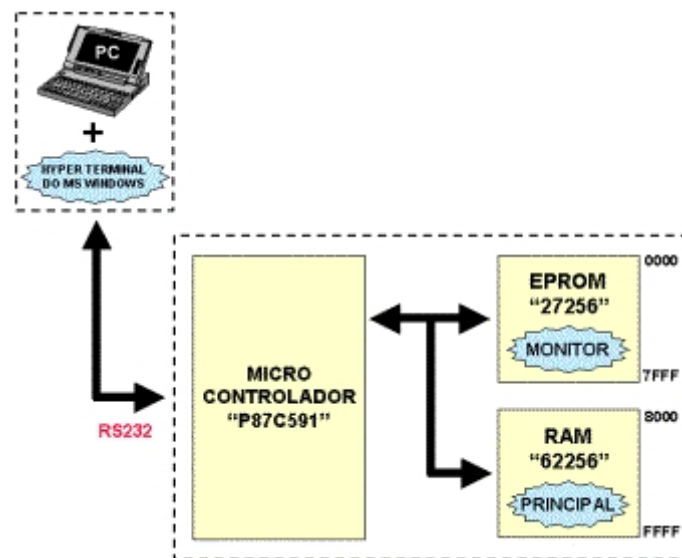 PC
+
HYPER TERMINAL
DO MS WINDOWS
RS232
MICRO
CONTROLADOR
“P87C591”
0000
EPROM
“27256”
MONITOR
7FFF
8000
RAM
“62256”
PRINCIPAL
FFFF